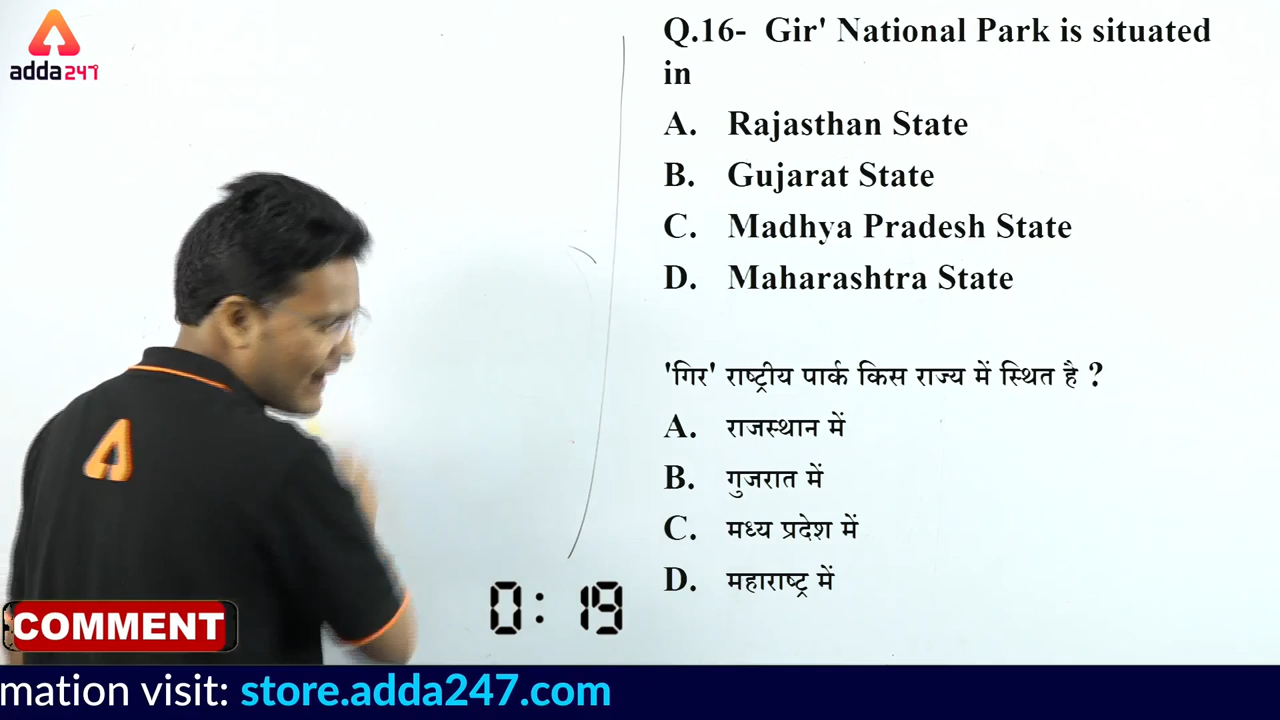 adda247
Q.16- Gir' National Park is situated
in
A. Rajasthan State
B. Gujarat State
C. Madhya Pradesh State
D. Maharashtra State
'गिर' राष्ट्रीय पार्क किस राज्य में स्थित है ?
A. राजस्थान में
B. गुजरात में
C. मध्य प्रदेश में
D. महाराष्ट्र में
0:19
COMMENT
mation visit: store.adda247.com